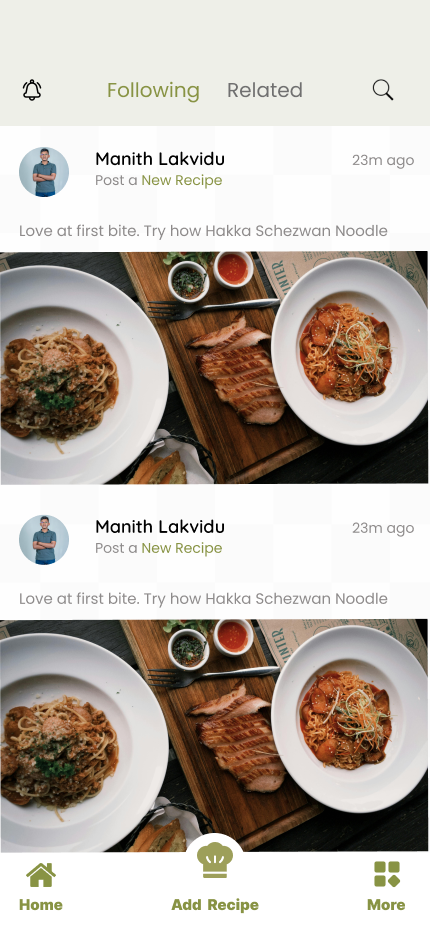 Following Related
Manith Lakvidu 23m ago
Post a New Recipe
Love at first bite. Try how Hakka Schezwan Noodle
Manith Lakvidu 23m ago
Post a New Recipe
Love at first bite. Try how Hakka Schezwan Noodle
Home Add Recipe More